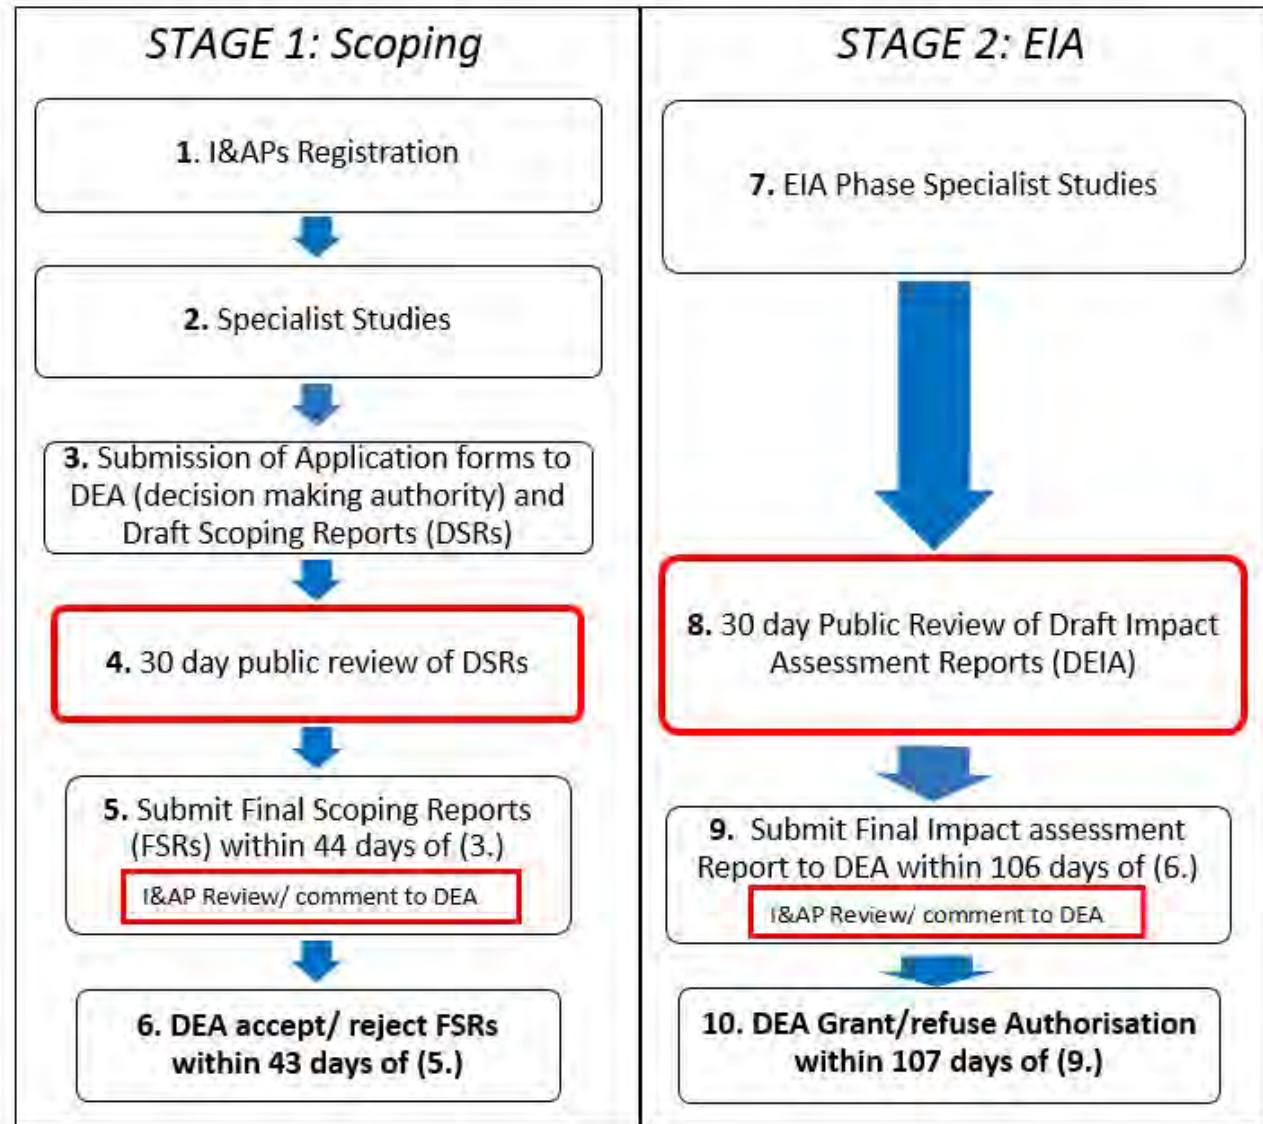 STAGE 1: Scoping
1. I&APs Registration
2. Specialist Studies
3. Submission of Application forms to
DEA (decision making authority) and
Draft Scoping Reports (DSRs)
4. 30 day public review of DSRs
5. Submit Final Scoping Reports
(FSRs) within 44 days of (3.)
I&AP Review/ comment to DEA
6. DEA accept/ reject FSRs
within 43 days of (5.)
STAGE 2: EIA
7. EIA Phase Specialist Studies
8. 30 day Public Review of Draft Impact
Assessment Reports (DEIA)
9. Submit Final Impact assessment
Report to DEA within 106 days of (6.)
I&AP Review/ comment to DEA
10. DEA Grant/refuse Authorisation
within 107 days of (9.)